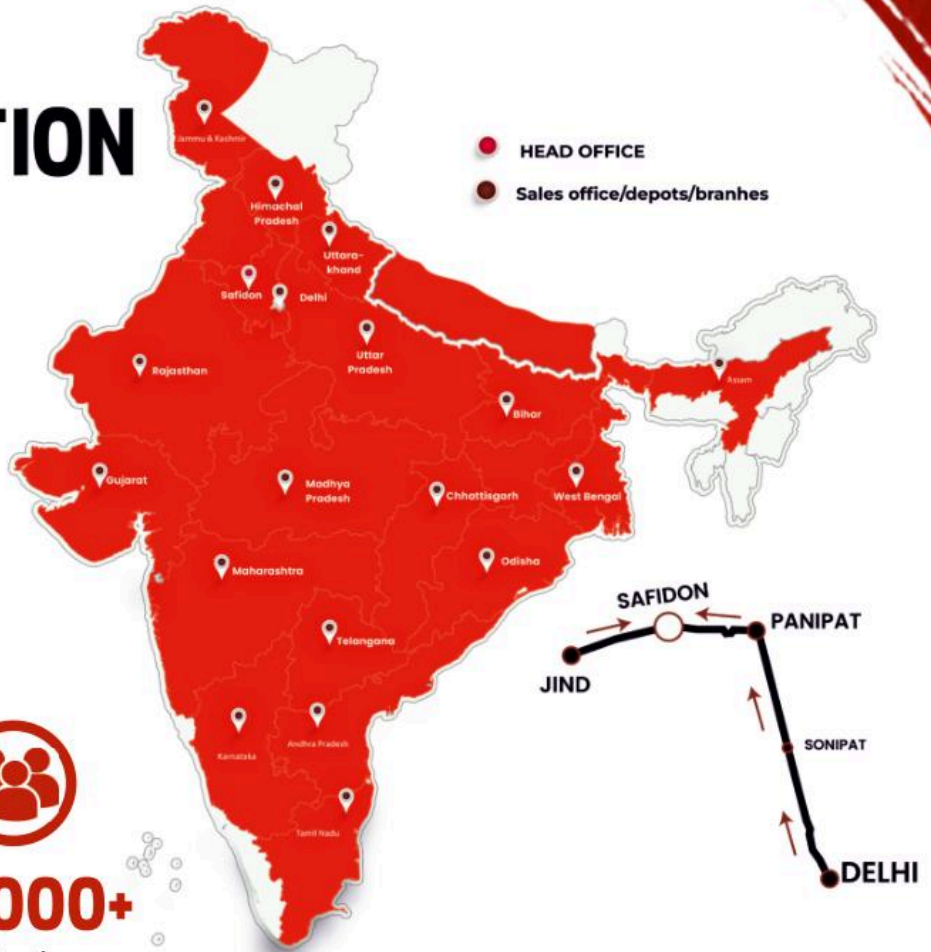 TION
HEAD OFFICE
Sales office/depots/branhes
Jammu & Kashmir
Himachal
Pradesh
Uttara-
khand
Safidon
Delhi
Uttar
Pradesh
Rajasthan
Assam
Bihar
Gujarat
Madhya
Pradesh
Chhattisgarh
West Bengal
Odisha
Maharashtra
Telangana
Karnataka
Andhra Pradesh
Tamil Nadu
SAFIDON
PANIPAT
JIND
SONIPAT
DELHI
000+